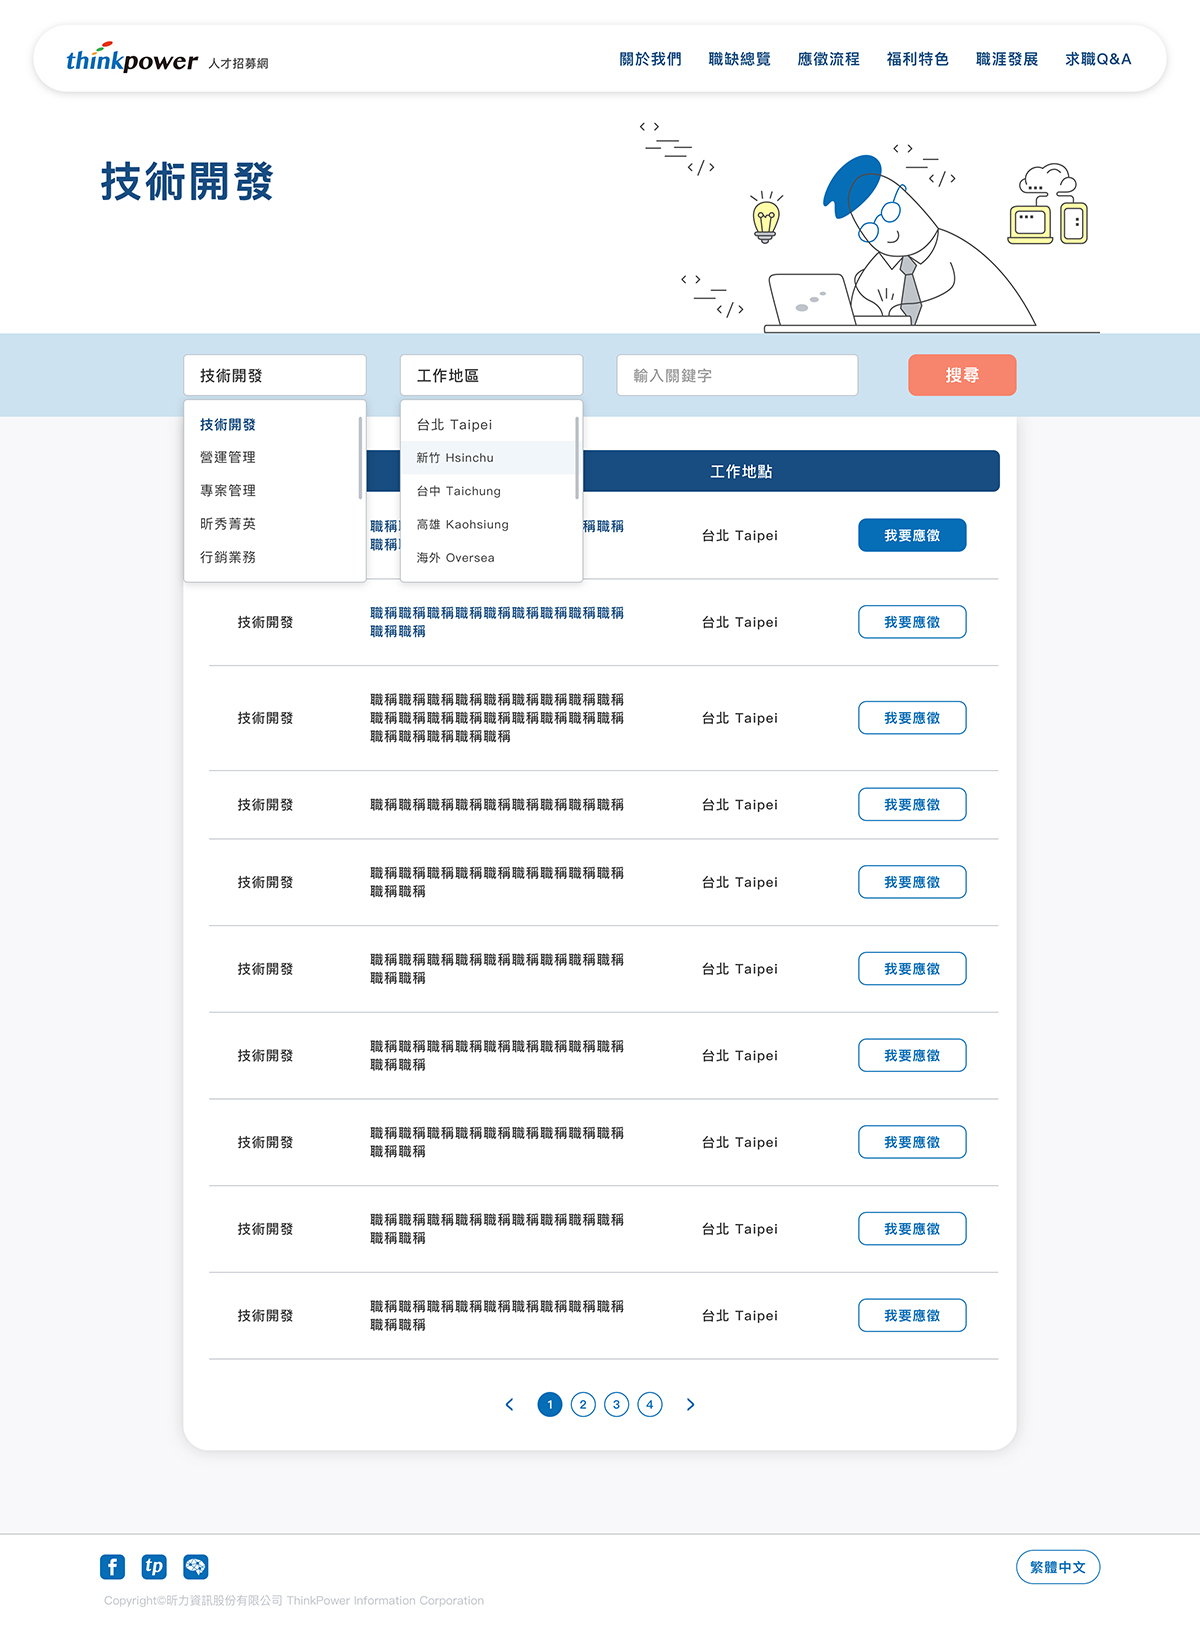 thinkpower 人才招募網
關於我們 職缺總覽 應徵流程 福利特色 職涯發展 求職Q&A
技術開發
< >
</>
< >
</>
< >
</>
技術開發 工作地區 輸入關鍵字 搜尋
技術開發
營運管理
專案管理
昕秀菁英
行銷業務
台北 Taipei
新竹 Hsinchu
台中 Taichung
高雄 Kaohsiung
海外 Oversea
工作地點
職稱 稱職稱
職稱
台北 Taipei 我要應徵
技術開發
職稱職稱職稱職稱職稱職稱職稱職稱職稱
職稱職稱
台北 Taipei 我要應徵
技術開發
職稱職稱職稱職稱職稱職稱職稱職稱職稱
職稱職稱職稱職稱職稱職稱職稱職稱職稱
職稱職稱職稱職稱職稱
台北 Taipei 我要應徵
技術開發
職稱職稱職稱職稱職稱職稱職稱職稱職稱
台北 Taipei 我要應徵
技術開發
職稱職稱職稱職稱職稱職稱職稱職稱職稱
職稱職稱
台北 Taipei 我要應徵
技術開發
職稱職稱職稱職稱職稱職稱職稱職稱職稱
職稱職稱
台北 Taipei 我要應徵
技術開發
職稱職稱職稱職稱職稱職稱職稱職稱職稱
職稱職稱
台北 Taipei 我要應徵
技術開發
職稱職稱職稱職稱職稱職稱職稱職稱職稱
職稱職稱
台北 Taipei 我要應徵
技術開發
職稱職稱職稱職稱職稱職稱職稱職稱職稱
職稱職稱
台北 Taipei 我要應徵
技術開發
職稱職稱職稱職稱職稱職稱職稱職稱職稱
職稱職稱
台北 Taipei 我要應徵
< 1 2 3 4 >
f tp
繁體中文
Copyright©昕力資訊股份有限公司 ThinkPower Information Corporation